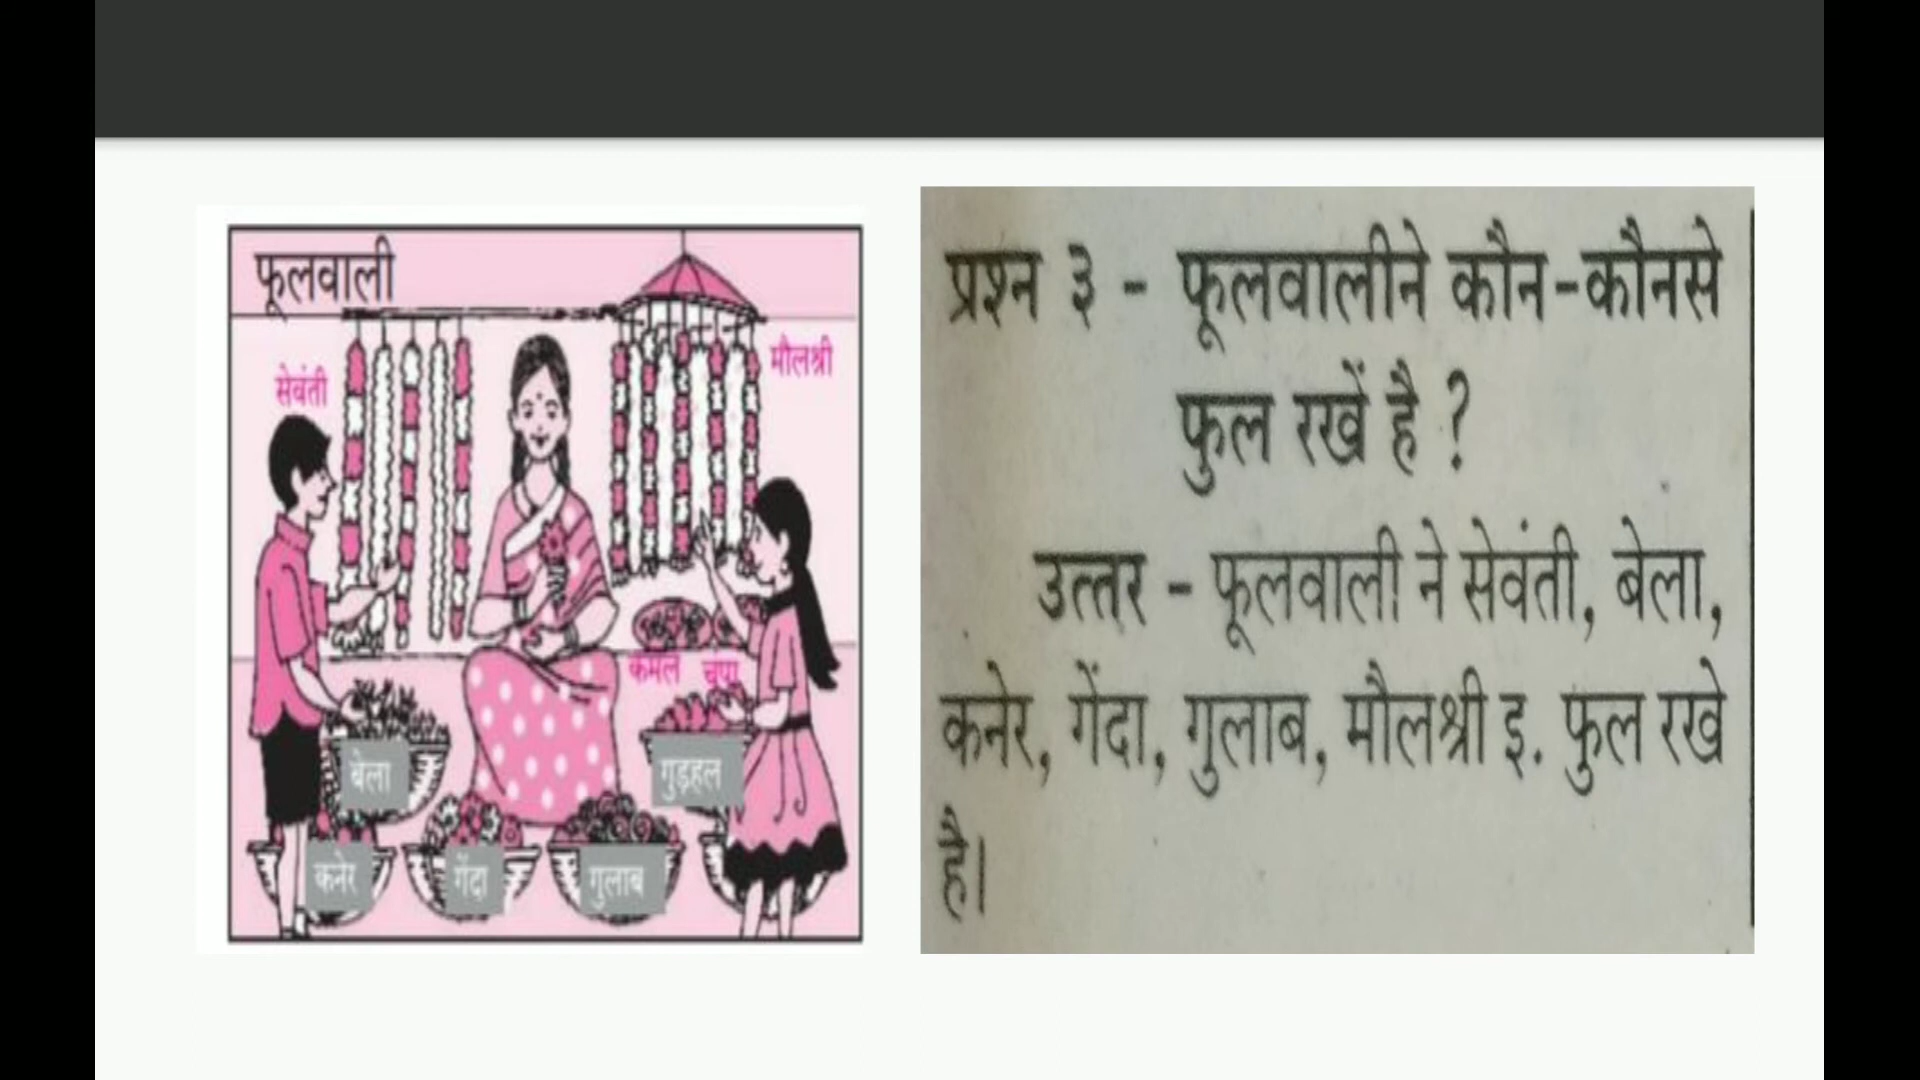 फूलवाली
सेवंती
मौलश्री
कमल चंपा
बेला
गुड़हल
कनेर
गेंदा
गुलाब
प्रश्न ३ - फूलवालीने कौन-कौनसे
फुल रखें है ?
उत्तर - फूलवाली ने सेवंती, बेला,
कनेर, गेंदा, गुलाब, मौलश्री इ. फुल रखे
है।